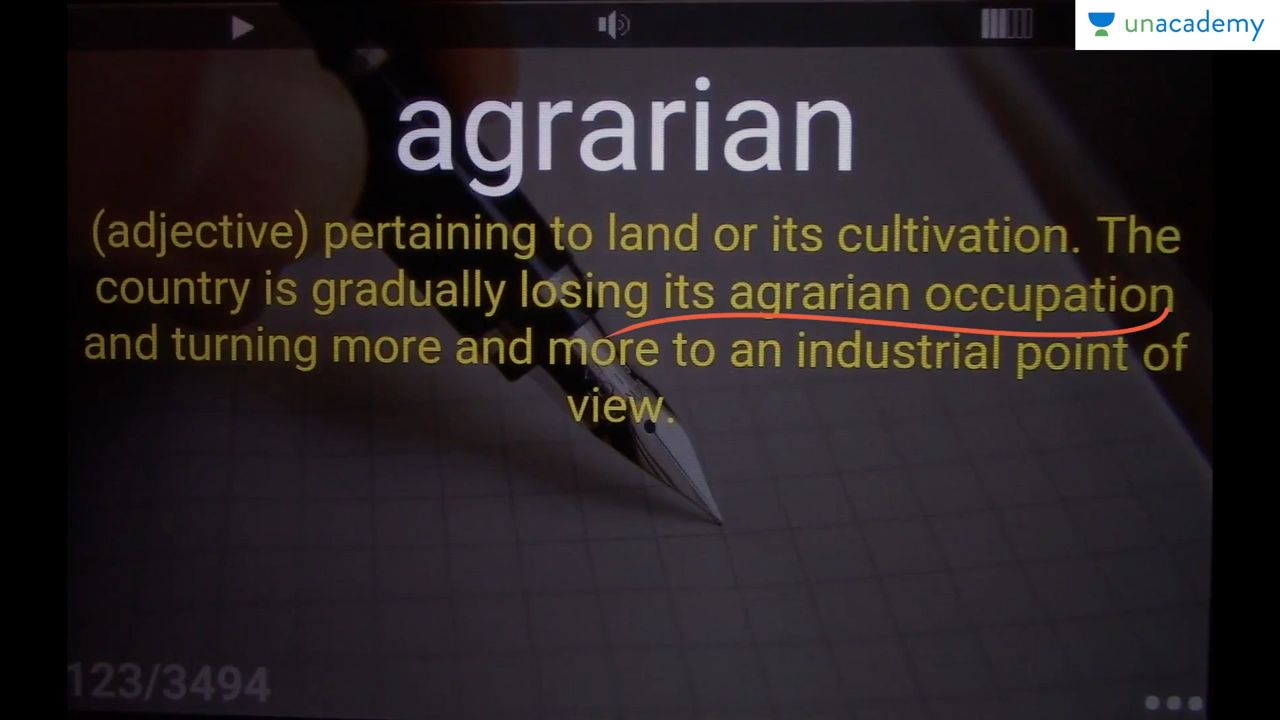 unacademy
agrarian
(adjective) pertaining to land or its cultivation. The
country is gradually losing its agrarian occupation
and turning more and more to an industrial point of
view.
123/3494